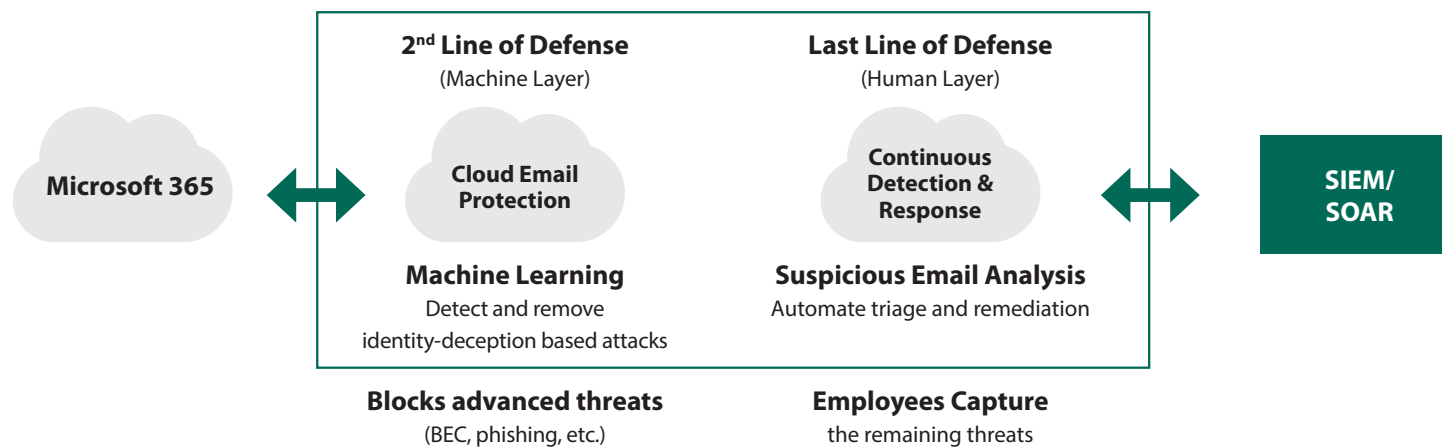 2nd Line of Defense
(Machine Layer)
Last Line of Defense
(Human Layer)
Microsoft 365
Cloud Email
Protection
Continuous
Detection &
Response
SIEM/
SOAR
Machine Learning
Detect and remove
identity-deception based attacks
Suspicious Email Analysis
Automate triage and remediation
Blocks advanced threats
(BEC, phishing, etc.)
Employees Capture
the remaining threats